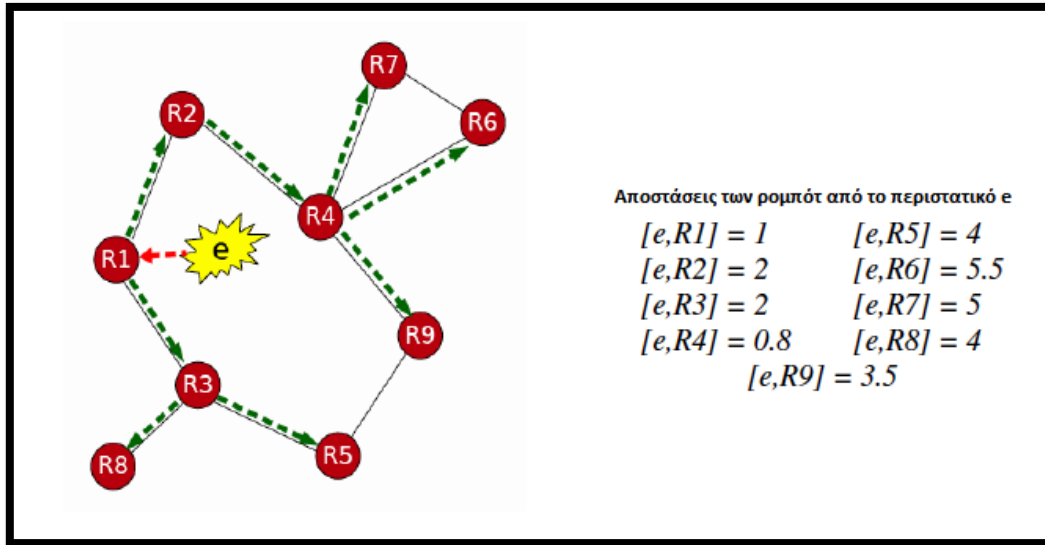 R7
R2
R6
R4
R1
e
R9
R3
R8
R5
Αποστάσεις των ρομπότ από το περιστατικό e
[e,R1] = 1 [e,R5] = 4
[e,R2] = 2 [e,R6] = 5.5
[e,R3] = 2 [e,R7] = 5
[e,R4] = 0.8 [e,R8] = 4
[e,R9] = 3.5